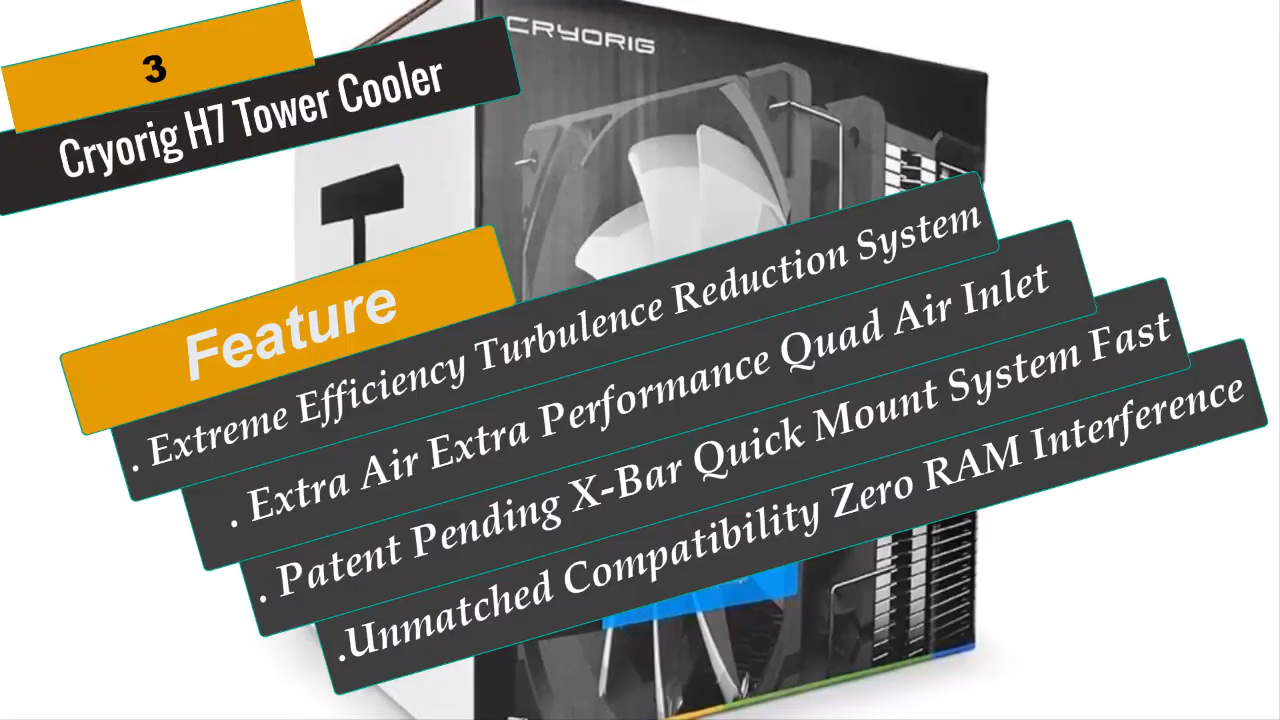 CRYORIG
3
Cryorig H7 Tower Cooler
Feature
. Extreme Efficiency Turbulence Reduction System
. Extra Air Extra Performance Quad Air Inlet
. Patent Pending X-Bar Quick Mount System Fast
.Unmatched Compatibility Zero RAM Interference